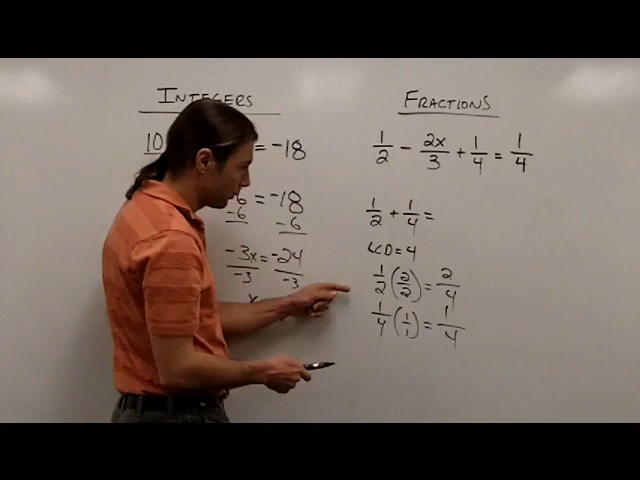 INTEGERS
10 = -18
6 = -18
-6 -6
-3x = -24
-3 -3
x
FRACTIONS
1/2 - 2x/3 + 1/4 = 1/4
1/2 + 1/4 =
LCD = 4
1/2 (2/2) = 2/4
1/4 (1/1) = 1/4